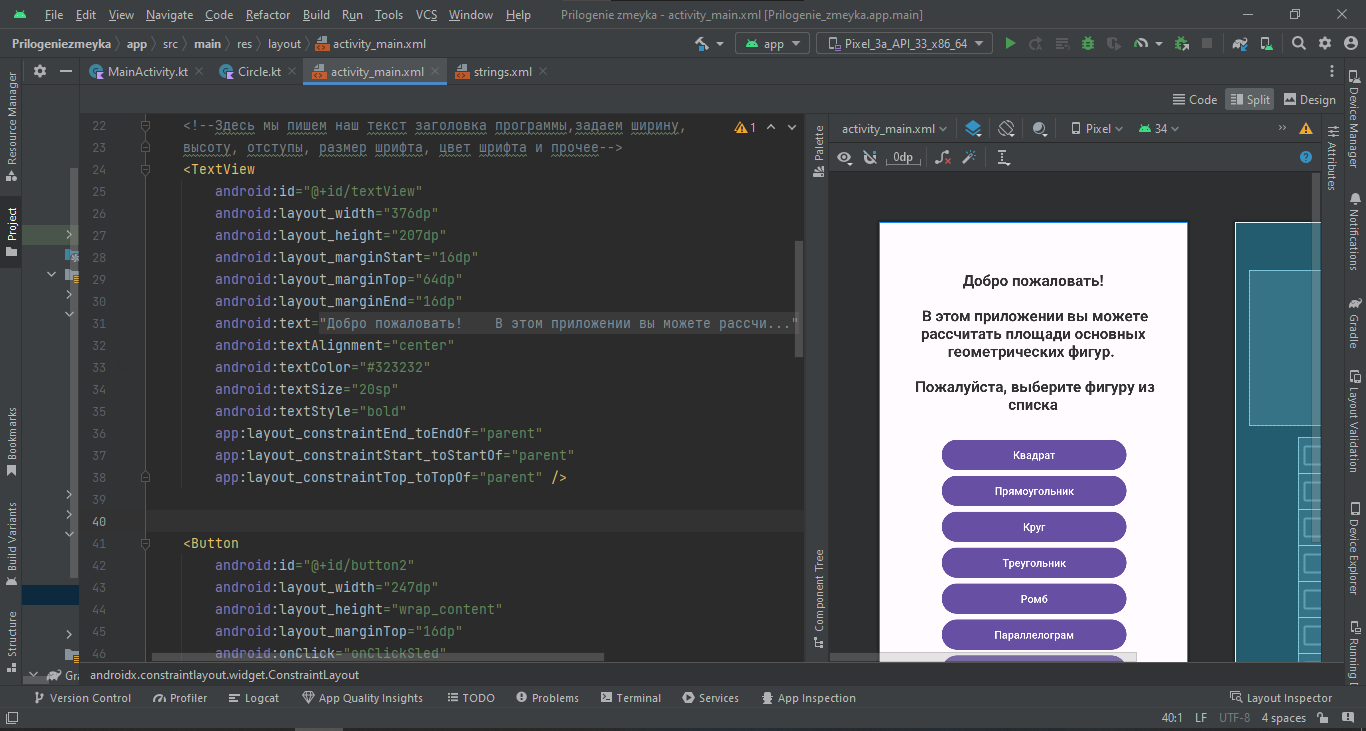 File Edit View Navigate Code Refactor Build Run Tools VCS Window Help Prilogenie zmeyka - activity_main.xml [Prilogenie_zmeyka.app.main]
Prilogeniezmeyka app src main res layout activity_main.xml app Pixel_3a_API_33_x86_64
MainActivity.kt Circle.kt activity_main.xml strings.xml
Code Split Design
activity_main.xml Pixel 34
0dp
22 <!--Здесь мы пишем наш текст заголовка программы,задаем ширину, 1
23 высоту, отступы, размер шрифта, цвет шрифта и прочее-->
24 <TextView
25 android:id="@+id/textView"
26 android:layout_width="376dp"
27 android:layout_height="207dp"
28 android:layout_marginStart="16dp"
29 android:layout_marginTop="64dp"
30 android:layout_marginEnd="16dp"
31 android:text="Добро пожаловать! В этом приложении вы можете рассчи..."
32 android:textAlignment="center"
33 android:textColor="#323232"
34 android:textSize="20sp"
35 android:textStyle="bold"
36 app:layout_constraintEnd_toEndOf="parent"
37 app:layout_constraintStart_toStartOf="parent"
38 app:layout_constraintTop_toTopOf="parent" />
39
40
41 <Button
42 android:id="@+id/button2"
43 android:layout_width="247dp"
44 android:layout_height="wrap_content"
45 android:layout_marginTop="16dp"
46 android:onClick="onClickSled"
Добро пожаловать!
В этом приложении вы можете
рассчитать площади основных
геометрических фигур.
Пожалуйста, выберите фигуру из
списка
Квадрат
Прямоугольник
Круг
Треугольник
Ромб
Параллелограм
Resource Manager
Project
Bookmarks
Build Variants
Structure
Palette
Component Tree
Attributes
Device Manager
Notifications
Gradle
Layout Validation
Device Explorer
Running
Gra
androidx.constraintlayout.widget.ConstraintLayout
Version Control Profiler Logcat App Quality Insights TODO Problems Terminal Services App Inspection Layout Inspector
40:1 LF UTF-8 4 spaces